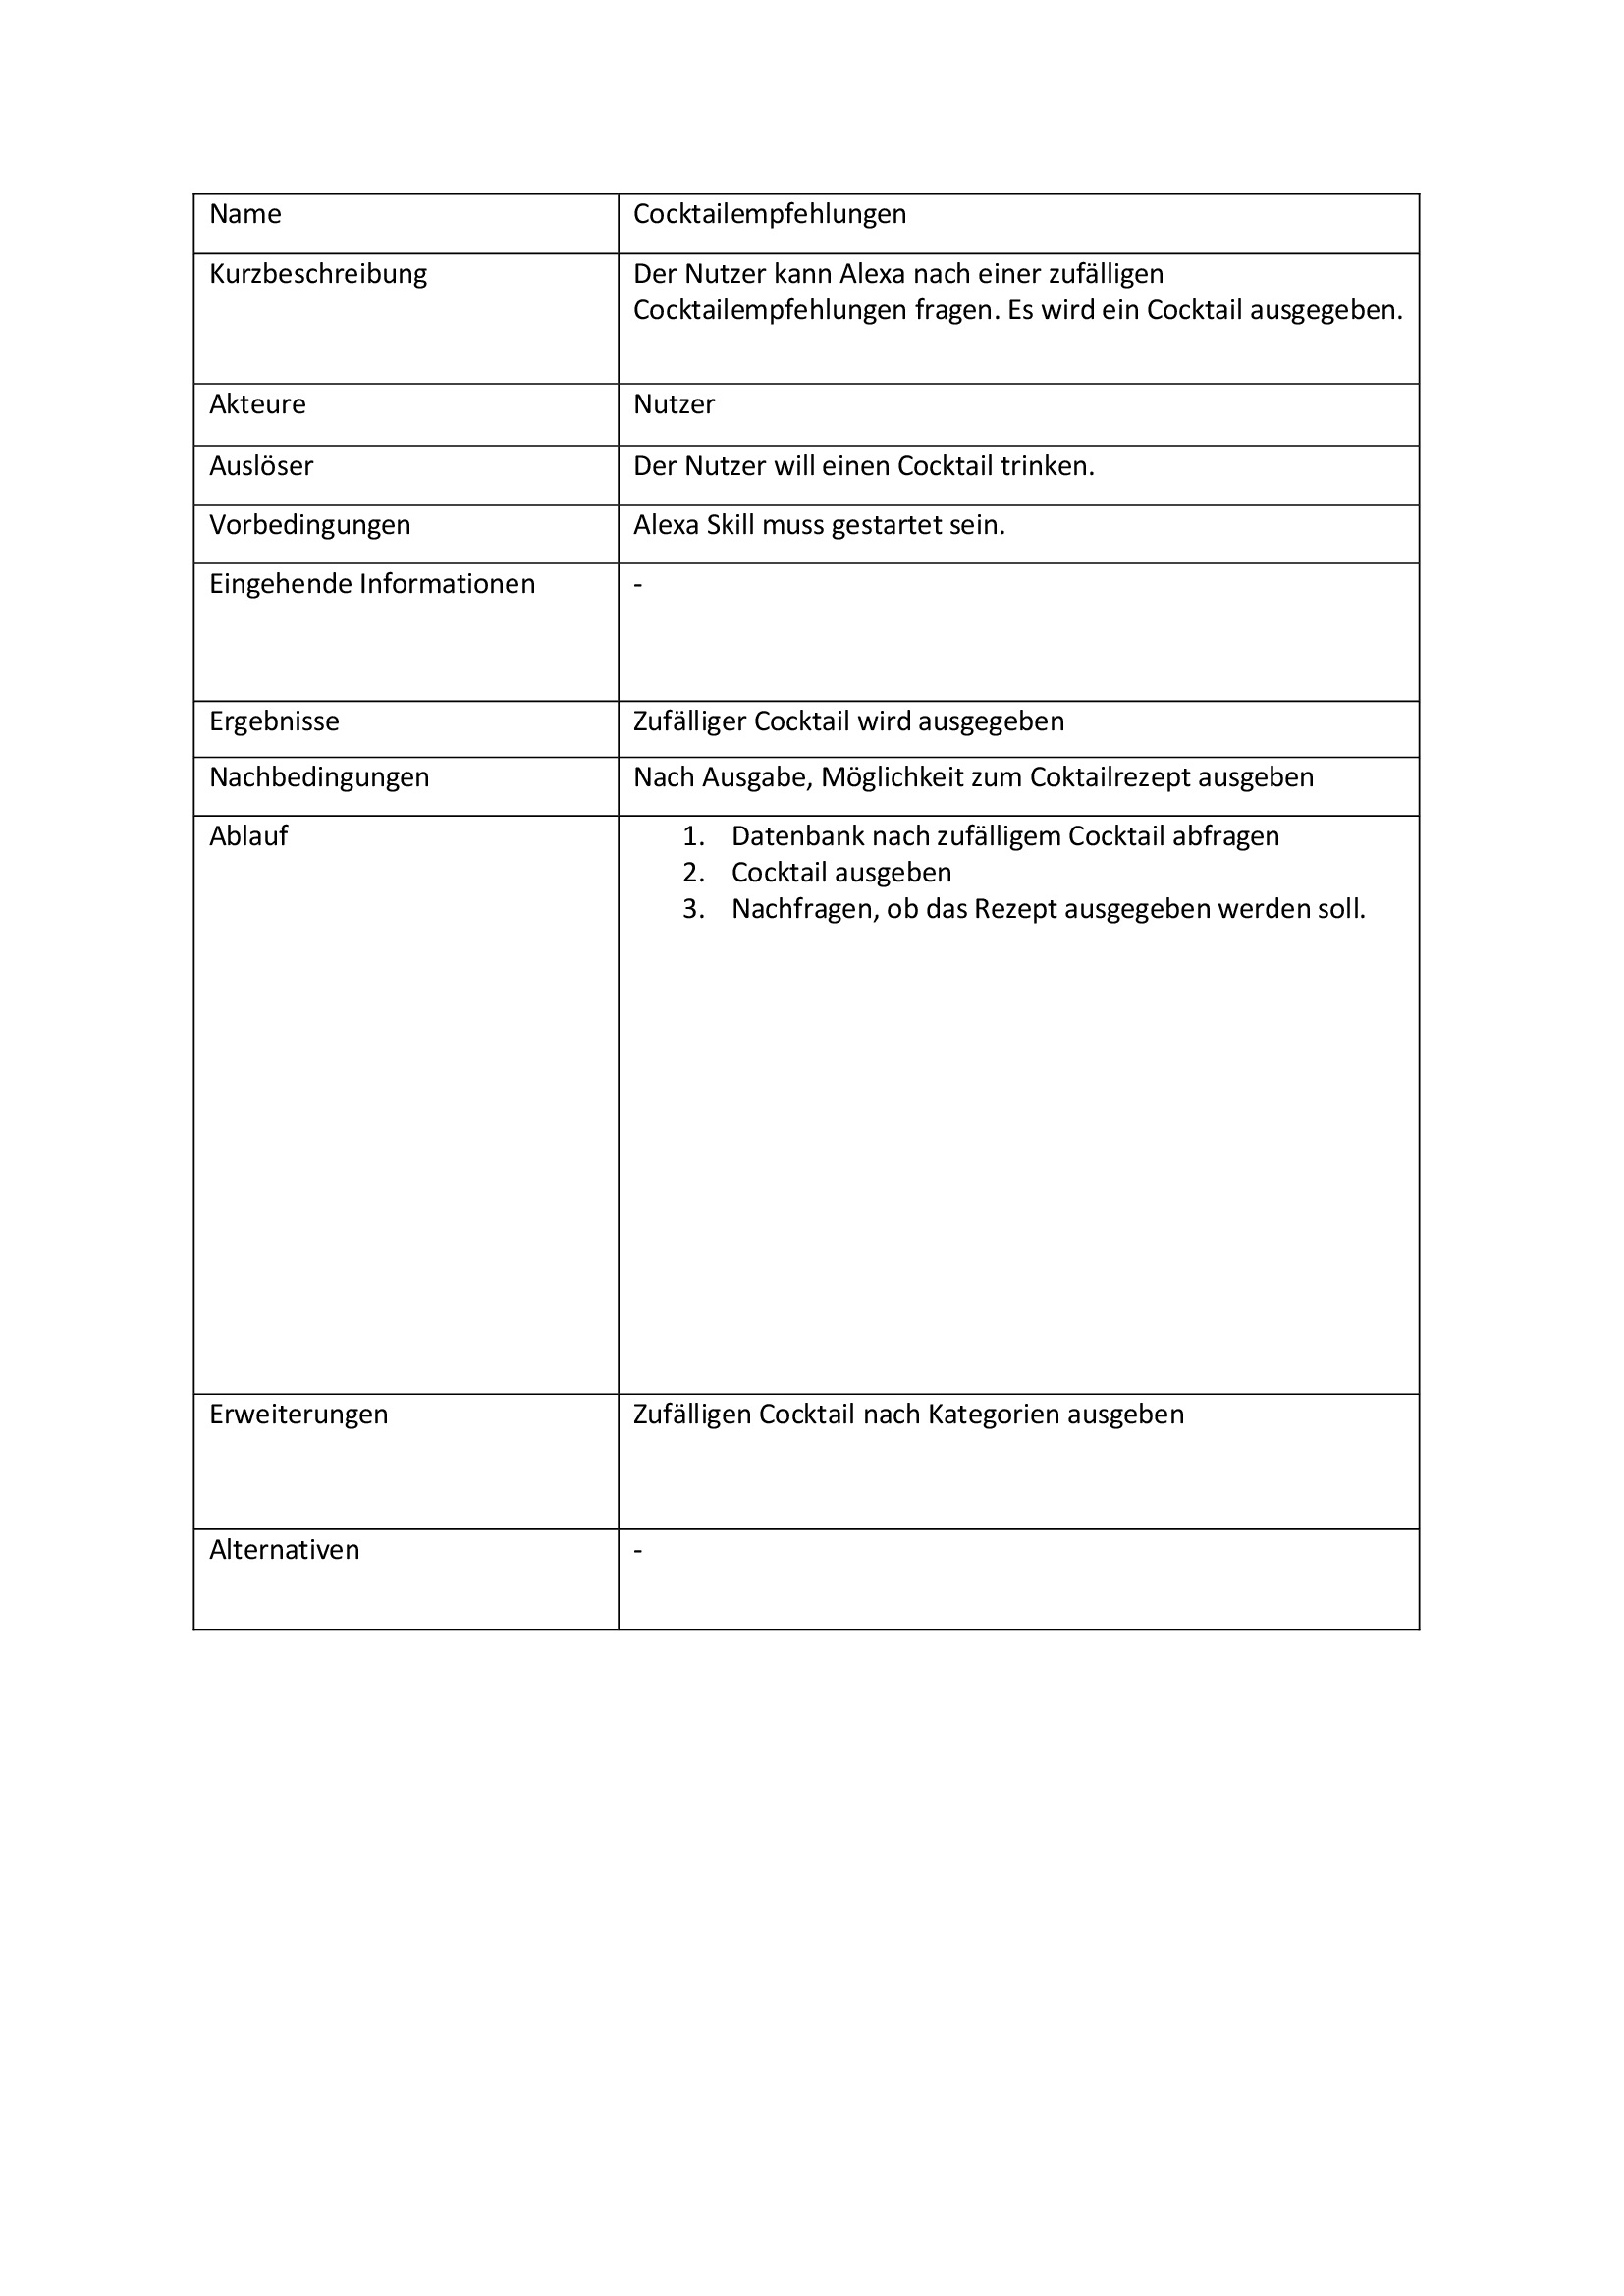 Name Cocktailempfehlungen
Kurzbeschreibung Der Nutzer kann Alexa nach einer zufälligen
Cocktailempfehlungen fragen. Es wird ein Cocktail ausgegeben.
Akteure Nutzer
Auslöser Der Nutzer will einen Cocktail trinken.
Vorbedingungen Alexa Skill muss gestartet sein.
Eingehende Informationen -
Ergebnisse Zufälliger Cocktail wird ausgegeben
Nachbedingungen Nach Ausgabe, Möglichkeit zum Coktailrezept ausgeben
Ablauf 1. Datenbank nach zufälligem Cocktail abfragen
2. Cocktail ausgeben
3. Nachfragen, ob das Rezept ausgegeben werden soll.
Erweiterungen Zufälligen Cocktail nach Kategorien ausgeben
Alternativen -